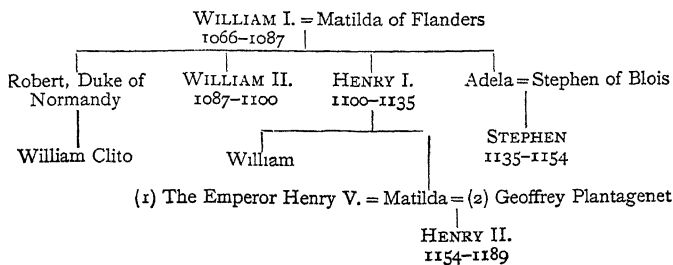 WILLIAM I. = Matilda of Flanders
1066–1087
Robert, Duke of Normandy
WILLIAM II.
1087–1100
HENRY I.
1100–1135
Adela = Stephen of Blois
William Clito
William
STEPHEN
1135–1154
(1) The Emperor Henry V. = Matilda = (2) Geoffrey Plantagenet
HENRY II.
1154–1189